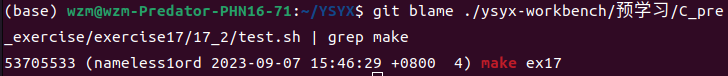 (base) wzm@wzm-Predator-PHN16-71:~/YSYX$ git blame ./ysyx-workbench/预学习/C_pre
_exercise/exercise17/17_2/test.sh | grep make
53705533 (nameless1ord 2023-09-07 15:46:29 +0800  4) make ex17